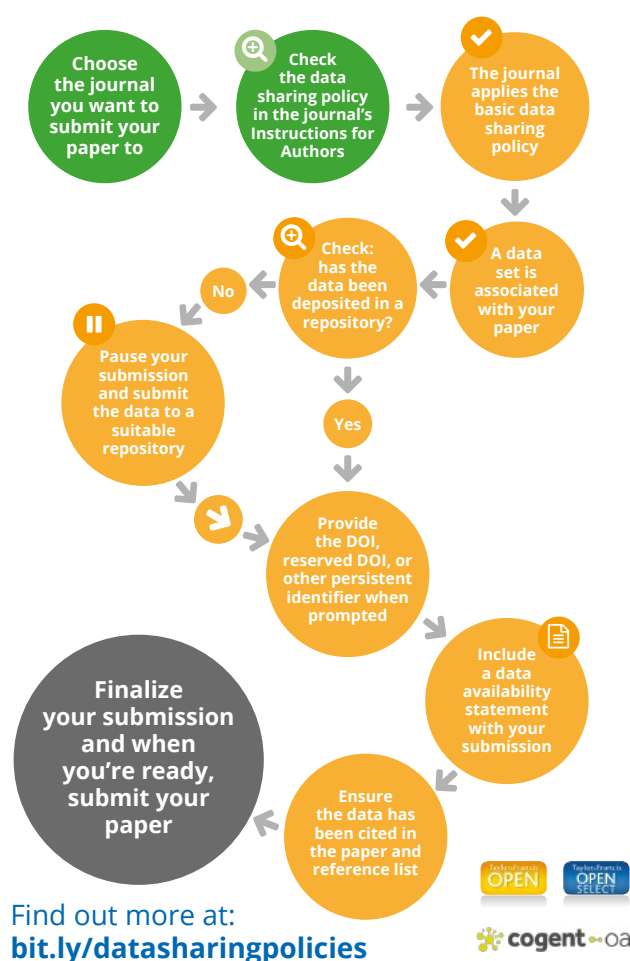 Choose
the journal
you want to
submit your
paper to
Check
the data
sharing policy
in the journal's
Instructions for
Authors
The journal
applies the
basic data
sharing
policy
A data
set is
associated
with your
paper
Check:
has the
data been
deposited in a
repository?
No
Pause your
submission
and submit
the data to a
suitable
repository
Yes
Provide
the DOI,
reserved DOI, or
other persistent
identifier when
prompted
Include
a data
availability
statement
with your
submission
Ensure
the data has
been cited in
the paper and
reference list
Finalize
your submission
and when
you're ready,
submit your
paper
Taylor & Francis
OPEN
Taylor & Francis
OPEN
SELECT
Find out more at:
bit.ly/datasharingpolicies
cogent oa